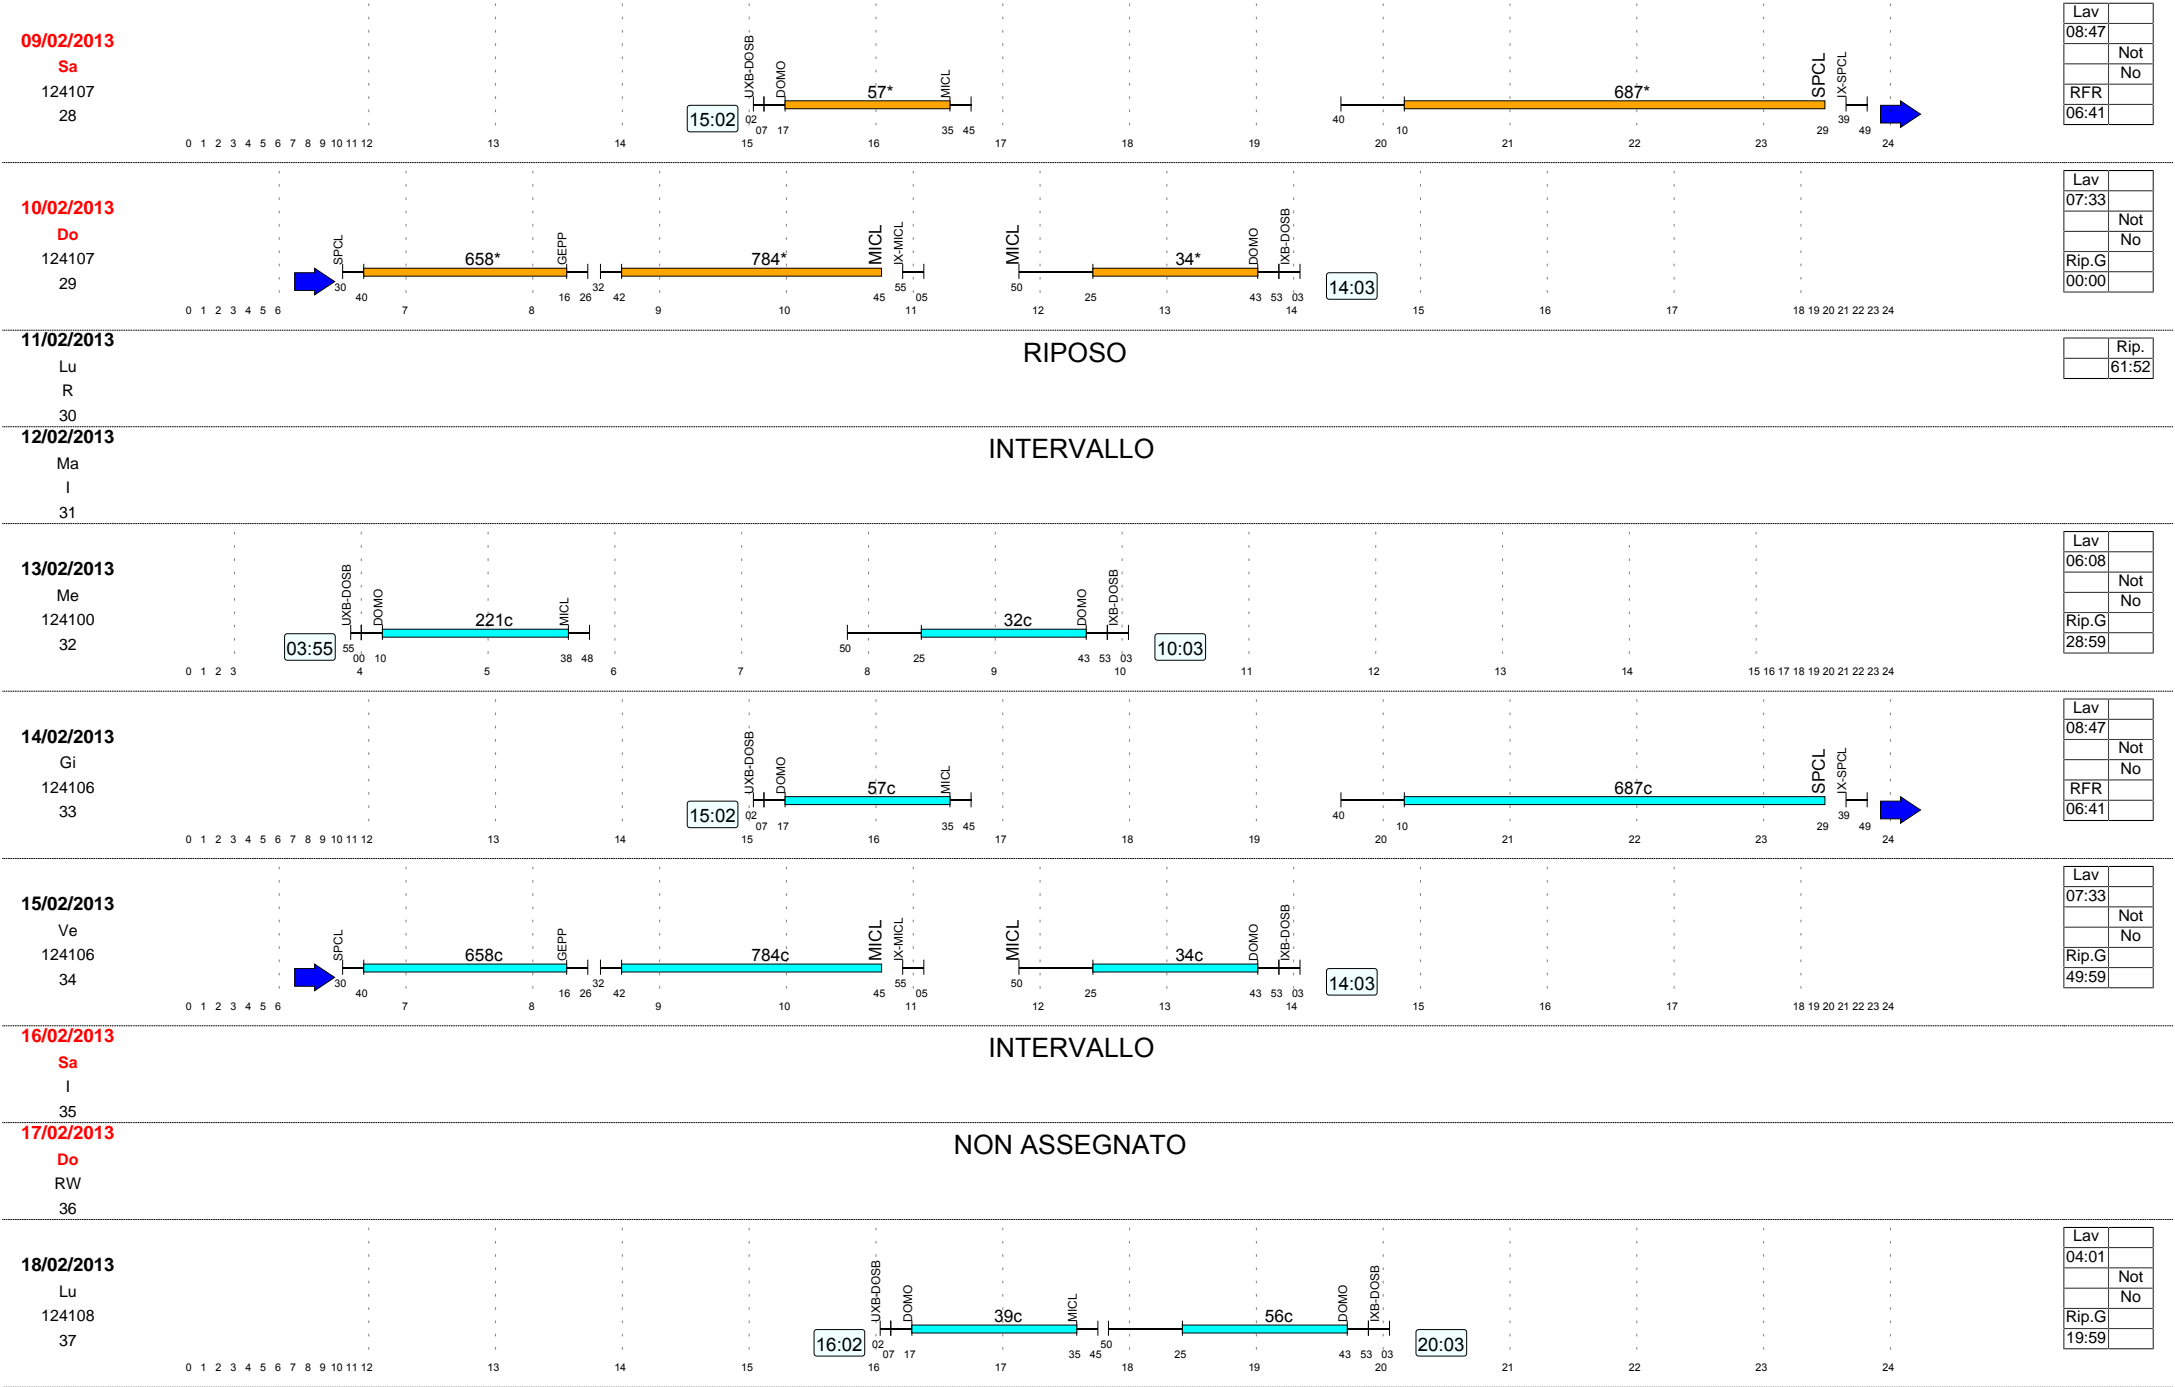 09/02/2013
Sa
124107
28
15:02
UXB-DOSB
DOMO
57*
MICL
687*
SPCL
IX-SPCL
02 07 17 35 45 40 10 29 39 49
0 1 2 3 4 5 6 7 8 9 10 11 12 13 14 15 16 17 18 19 20 21 22 23 24
Lav
08:47
Not
No
RFR
06:41
10/02/2013
Do
124107
29
SPCL
658*
GEPP
784*
MICL
IX-MICL
MICL
34*
DOMO
IXB-DOSB
14:03
30 40 16 26 32 42 45 55 05 50 25 43 53 03
0 1 2 3 4 5 6 7 8 9 10 11 12 13 14 15 16 17 18 19 20 21 22 23 24
Lav
07:33
Not
No
Rip.G
00:00
11/02/2013
Lu
R
30
RIPOSO
Rip.
61:52
12/02/2013
Ma
I
31
INTERVALLO
13/02/2013
Me
124100
32
03:55
UXB-DOSB
DOMO
221c
MICL
32c
DOMO
IXB-DOSB
10:03
55 00 10 38 48 50 25 43 53 03
0 1 2 3 4 5 6 7 8 9 10 11 12 13 14 15 16 17 18 19 20 21 22 23 24
Lav
06:08
Not
No
Rip.G
28:59
14/02/2013
Gi
124106
33
15:02
UXB-DOSB
DOMO
57c
MICL
687c
SPCL
IX-SPCL
02 07 17 35 45 40 10 29 39 49
0 1 2 3 4 5 6 7 8 9 10 11 12 13 14 15 16 17 18 19 20 21 22 23 24
Lav
08:47
Not
No
RFR
06:41
15/02/2013
Ve
124106
34
SPCL
658c
GEPP
784c
MICL
IX-MICL
MICL
34c
DOMO
IXB-DOSB
14:03
30 40 16 26 32 42 45 55 05 50 25 43 53 03
0 1 2 3 4 5 6 7 8 9 10 11 12 13 14 15 16 17 18 19 20 21 22 23 24
Lav
07:33
Not
No
Rip.G
49:59
16/02/2013
Sa
I
35
INTERVALLO
17/02/2013
Do
RW
36
NON ASSEGNATO
18/02/2013
Lu
124108
37
16:02
UXB-DOSB
DOMO
39c
MICL
56c
DOMO
IXB-DOSB
20:03
02 07 17 35 45 50 25 43 53 03
0 1 2 3 4 5 6 7 8 9 10 11 12 13 14 15 16 17 18 19 20 21 22 23 24
Lav
04:01
Not
No
Rip.G
19:59